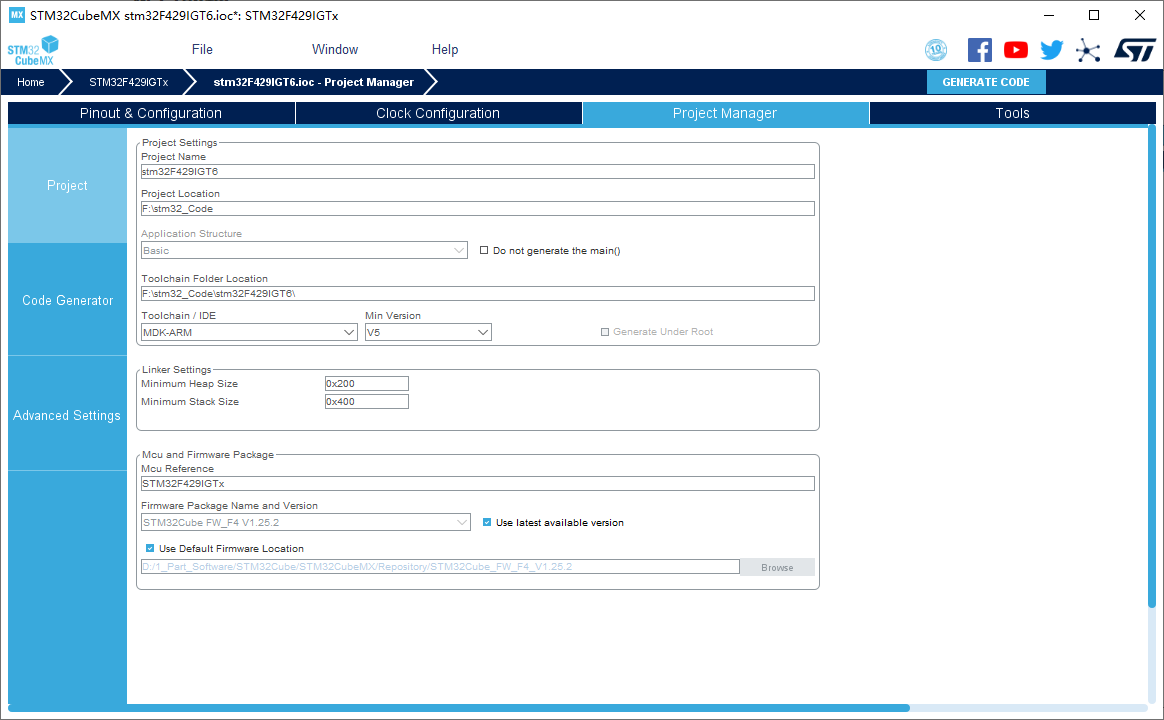 MX STM32CubeMX stm32F429IGT6.ioc*: STM32F429IGTx
STM32
CubeMX
File Window Help
10
ST
Home STM32F429IGTx stm32F429IGT6.ioc - Project Manager GENERATE CODE
Pinout & Configuration Clock Configuration Project Manager Tools
Project
Code Generator
Advanced Settings
Project Settings
Project Name
stm32F429IGT6
Project Location
F:\stm32_Code
Application Structure
Basic Do not generate the main()
Toolchain Folder Location
F:\stm32_Code\stm32F429IGT6\
Toolchain / IDE Min Version
MDK-ARM V5 Generate Under Root
Linker Settings
Minimum Heap Size 0x200
Minimum Stack Size 0x400
Mcu and Firmware Package
Mcu Reference
STM32F429IGTx
Firmware Package Name and Version
STM32Cube FW_F4 V1.25.2 Use latest available version
Use Default Firmware Location
D:/1_Part_Software/STM32Cube/STM32CubeMX/Repository/STM32Cube_FW_F4_V1.25.2 Browse